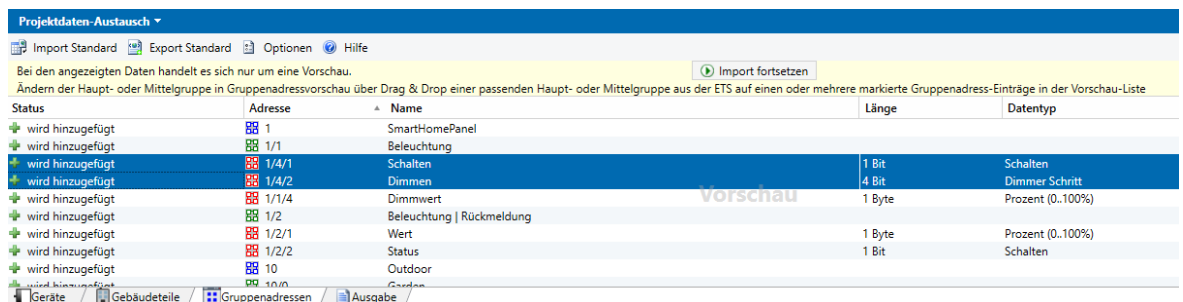 Projektdaten-Austausch
Import Standard Export Standard Optionen Hilfe
Bei den angezeigten Daten handelt es sich nur um eine Vorschau. Import fortsetzen
Ändern der Haupt- oder Mittelgruppe in Gruppenadressvorschau über Drag & Drop einer passenden Haupt- oder Mittelgruppe aus der ETS auf einen oder mehrere markierte Gruppenadress-Einträge in der Vorschau-Liste
Status Adresse Name Länge Datentyp
wird hinzugefügt 1 SmartHomePanel
wird hinzugefügt 1/1 Beleuchtung
wird hinzugefügt 1/4/1 Schalten 1 Bit Schalten
wird hinzugefügt 1/4/2 Dimmen 4 Bit Dimmer Schritt
wird hinzugefügt 1/1/4 Dimmwert Vorschau 1 Byte Prozent (0..100%)
wird hinzugefügt 1/2 Beleuchtung | Rückmeldung
wird hinzugefügt 1/2/1 Wert 1 Byte Prozent (0..100%)
wird hinzugefügt 1/2/2 Status 1 Bit Schalten
wird hinzugefügt 10 Outdoor
wird hinzugefügt 10/0 Garden
Geräte Gebäudeteile Gruppenadressen Ausgabe